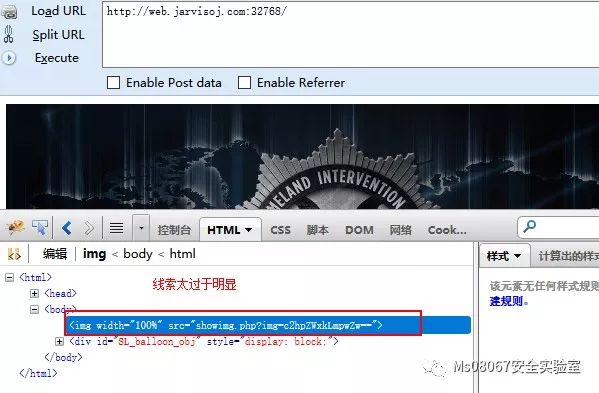 Load URL
http://web.jarvisoj.com:32768/
Split URL
Execute
Enable Post data
Enable Referrer
MELAND INTERVENTION
控制台
HTML
CSS
脚本
DOM
网络
Cook...
编辑
img < body < html
样式
计算出的样式
线索太过于明显
该元素无任何样式规则
建规则。
<html>
<head>
<body>
<img width="100%" src="showimg.php?img=c2hpZWxkLmpwZw==">
<div id="SL_balloon_obj" style="display: block;">
</body>
</html>
Ms08067安全实验室